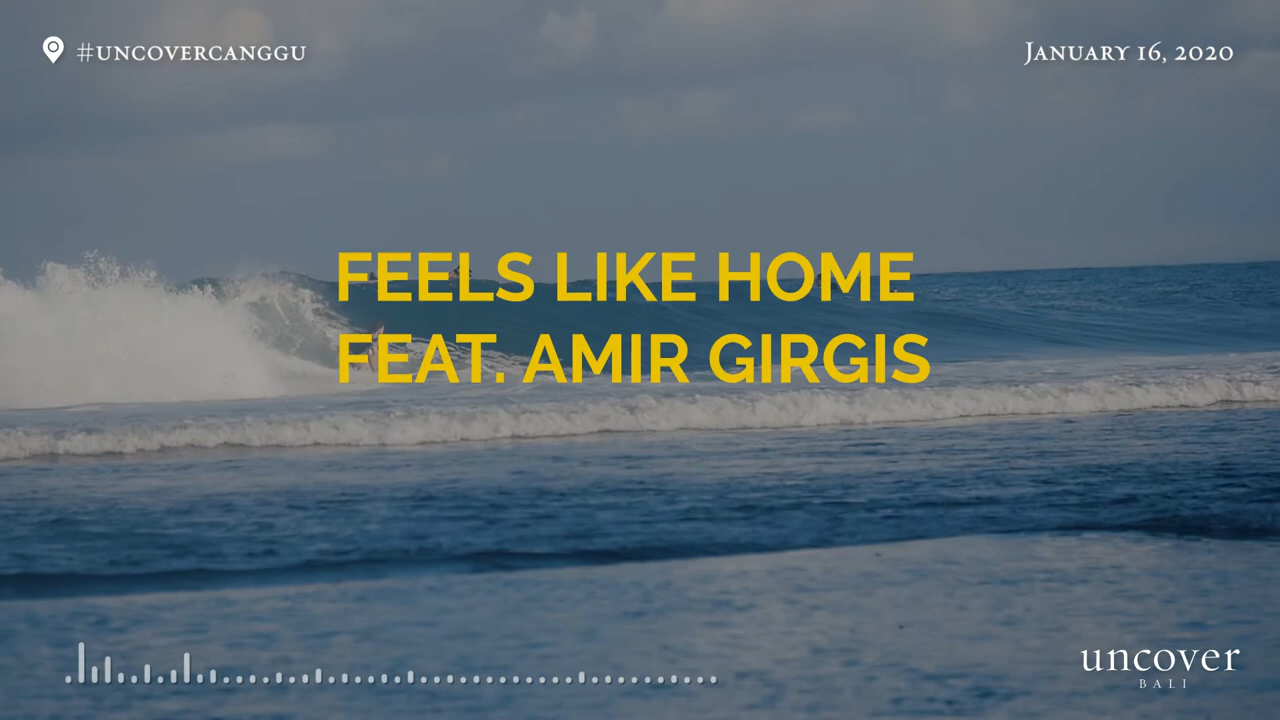 #UNCOVERCANGGU
JANUARY 16, 2020
FEELS LIKE HOME
FEAT. AMIR GIRGIS
uncover
BALI